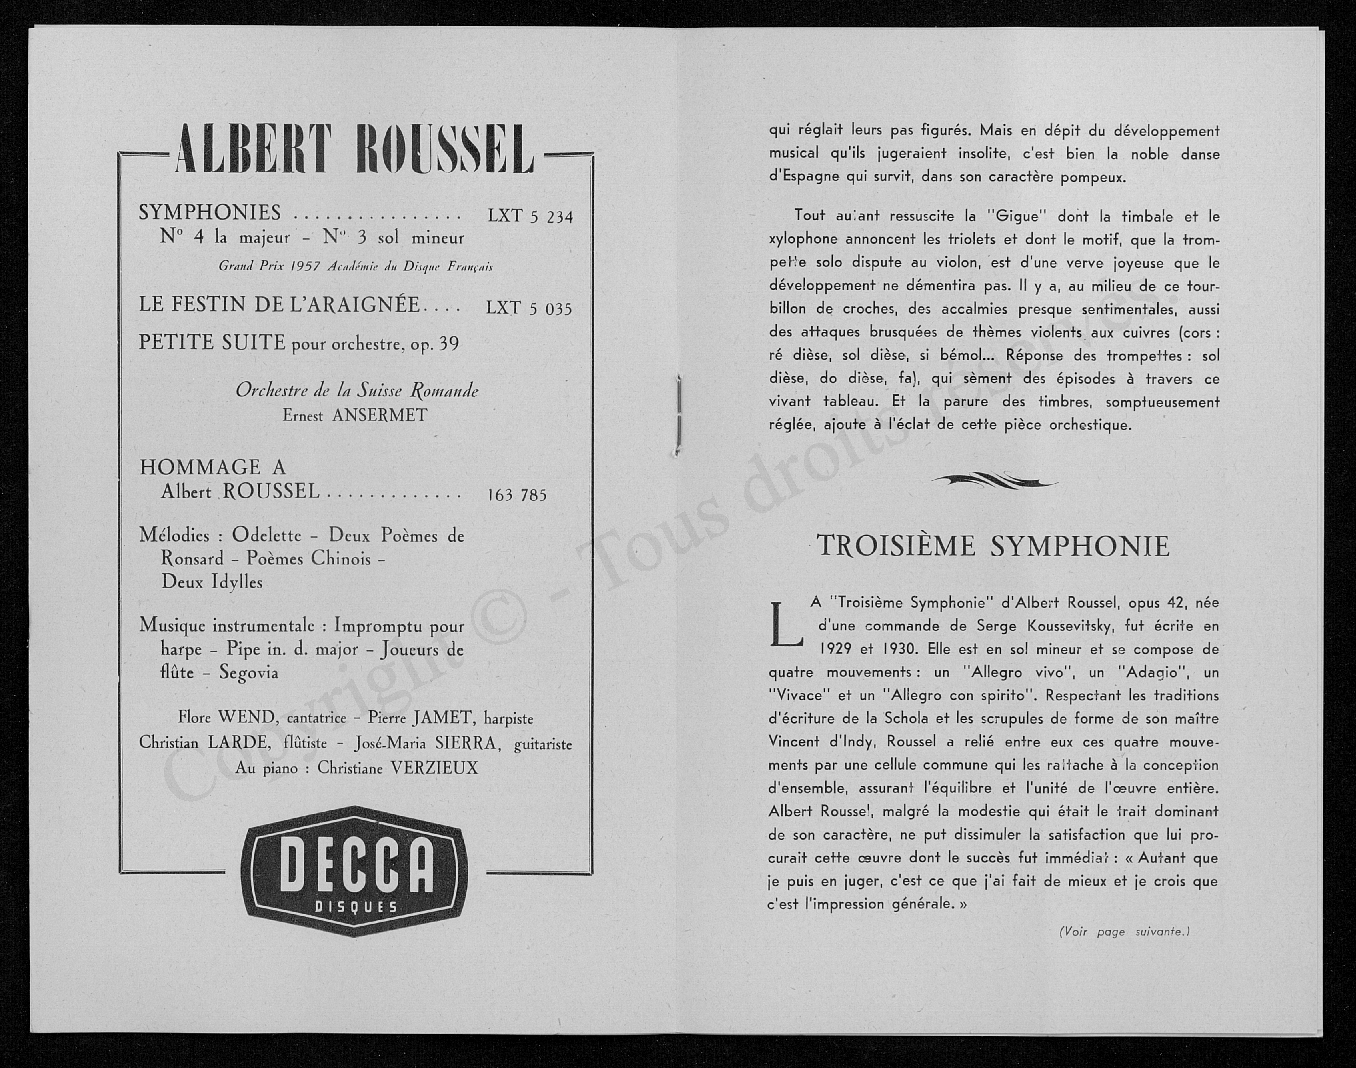 ALBERT ROUSSEL
SYMPHONIES ................ LXT 5 234
N° 4 la majeur – N° 3 sol mineur
Grand Prix 1957 Académie du Disque Français
LE FESTIN DE L'ARAIGNÉE.... LXT 5 035
PETITE SUITE pour orchestre, op. 39
Orchestre de la Suisse Romande
Ernest ANSERMET
HOMMAGE A
Albert ROUSSEL............. 163 785
Mélodies : Odelette – Deux Poèmes de
Ronsard – Poèmes Chinois –
Deux Idylles
Musique instrumentale : Impromptu pour
harpe – Pipe in. d. major – Joueurs de
flûte – Segovia
Flore WEND, cantatrice – Pierre JAMET, harpiste
Christian LARDE, flûtiste – José-Maria SIERRA, guitariste
Au piano : Christiane VERZIEUX
DECCA
DISQUES
qui réglait leurs pas figurés. Mais en dépit du développement
musical qu'ils jugeraient insolite, c'est bien la noble danse
d'Espagne qui survit, dans son caractère pompeux.
Tout autant ressuscite la "Gigue" dont la timbale et le
xylophone annoncent les triolets et dont le motif, que la trom-
pette solo dispute au violon, est d'une verve joyeuse que le
développement ne démentira pas. Il y a, au milieu de ce tour-
billon de croches, des accalmies presque sentimentales, aussi
des attaques brusquées de thèmes violents aux cuivres (cors :
ré dièse, sol dièse, si bémol... Réponse des trompettes : sol
dièse, do dièse, fa), qui sèment des épisodes à travers ce
vivant tableau. Et la parure des timbres, somptueusement
réglée, ajoute à l'éclat de cette pièce orchestique.
TROISIÈME SYMPHONIE
LA "Troisième Symphonie" d'Albert Roussel, opus 42, née
d'une commande de Serge Koussevitsky, fut écrite en
1929 et 1930. Elle est en sol mineur et se compose de
quatre mouvements : un "Allegro vivo", un "Adagio", un
"Vivace" et un "Allegro con spirito". Respectant les traditions
d'écriture de la Schola et les scrupules de forme de son maître
Vincent d'Indy, Roussel a relié entre eux ces quatre mouve-
ments par une cellule commune qui les rattache à la conception
d'ensemble, assurant l'équilibre et l'unité de l'œuvre entière.
Albert Roussel, malgré la modestie qui était le trait dominant
de son caractère, ne put dissimuler la satisfaction que lui pro-
curait cette œuvre dont le succès fut immédiat : « Autant que
je puis en juger, c'est ce que j'ai fait de mieux et je crois que
c'est l'impression générale. »
(Voir page suivante.)
Copyright © - Tous droits réservés.